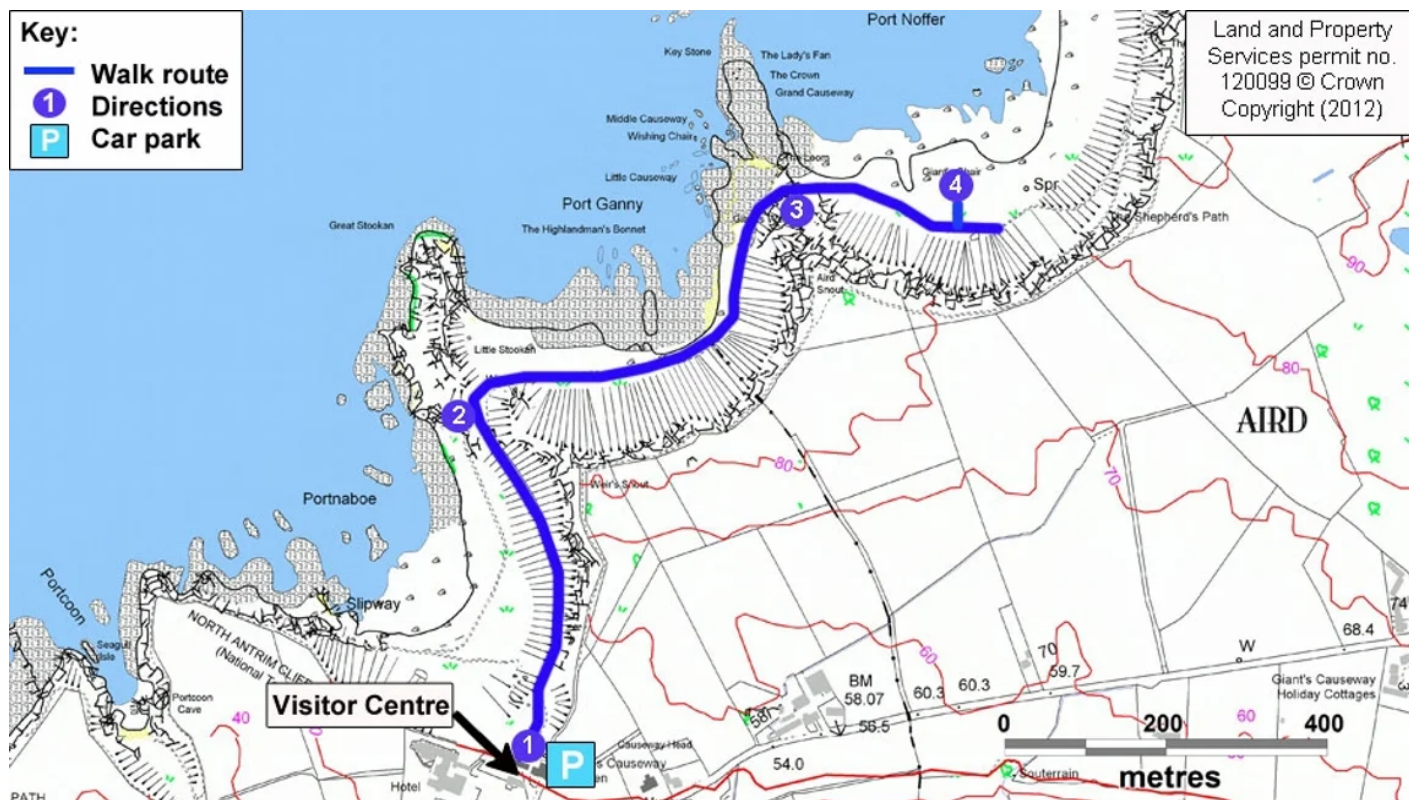 Key:
Walk route
1 Directions
P Car park
Land and Property
Services permit no.
120099 © Crown
Copyright (2012)
Port Noffer
Key Stone
The Lady's Fan
The Crown
Grand Causeway
Middle Causeway
Wishing Chair
Little Causeway
Port Ganny
The Highlandman's Bonnet
Great Stookan
Little Stookan
4
Spr
3
The Shepherd's Path
Aird
Snout
90
80
AIRD
2
80
70
Weir's Snout
Portnaboe
Portcoon
Slipway
Seagull
Isle
NORTH ANTRIM CLIFF
(National
Portcoon
Cave
Visitor Centre
40
1
P
Hotel
Causeway Head
s Causeway
PATH
BM
58.07
60.3
60.3
56.5
54.0
60
70
59.7
W
68.4
74
Giant's Causeway
Holiday Cottages
60
0 200 400
metres
Souterrain